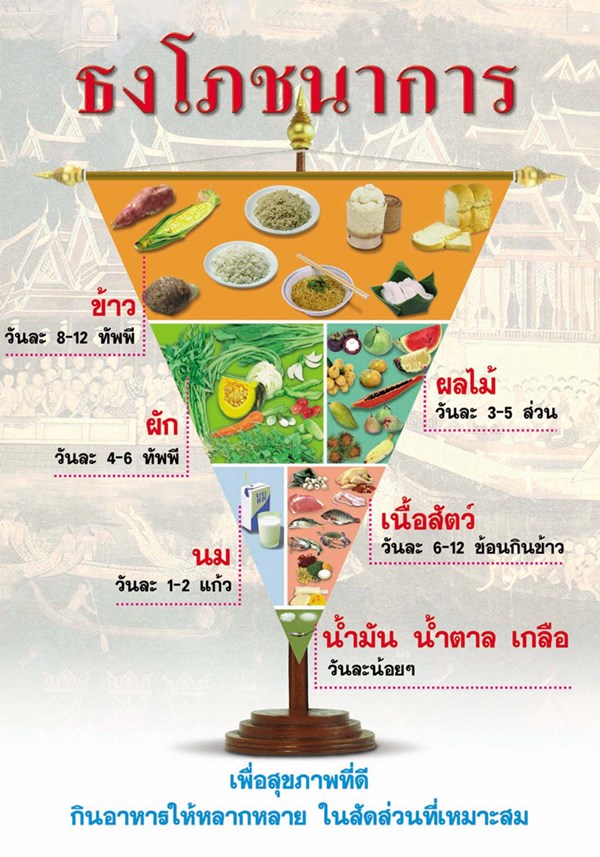 ธงโภชนาการ
ข้าว
วันละ 8-12 ทัพพี
ผัก
วันละ 4-6 ทัพพี
ผลไม้
วันละ 3-5 ส่วน
นม
นม
วันละ 1-2 แก้ว
เนื้อสัตว์
วันละ 6-12 ช้อนกินข้าว
น้ำมัน น้ำตาล เกลือ
วันละน้อยๆ
เพื่อสุขภาพที่ดี
กินอาหารให้หลากหลาย ในสัดส่วนที่เหมาะสม